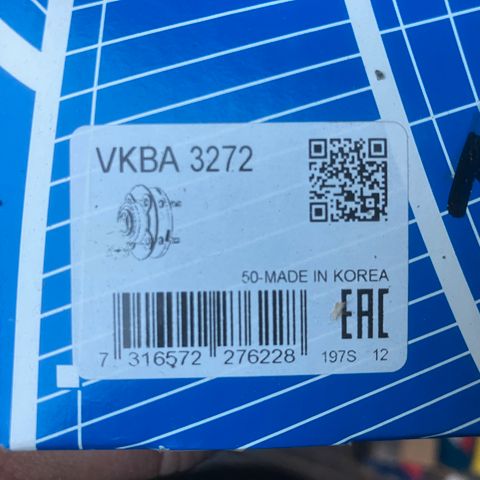 VKBA 3272
50-MADE IN KOREA
EAC
7 316572 276228
197S 12